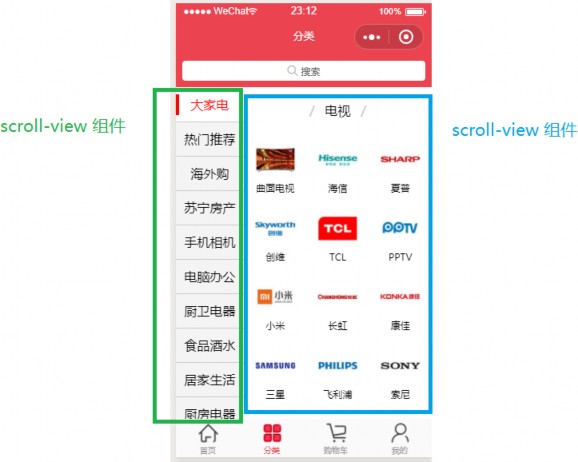 WeChat 23:12 100%
分类
搜索
scroll-view 组件
大家电
热门推荐
海外购
苏宁房产
手机相机
电脑办公
厨卫电器
食品酒水
居家生活
厨房电器
/ 电视 /
Hisense SHARP
曲面电视 海信 夏普
Skyworth 创维 TCL PPTV
创维 TCL PPTV
小米 CHANGHONG长虹 KONKA康佳
小米 长虹 康佳
SAMSUNG PHILIPS SONY
三星 飞利浦 索尼
scroll-view 组件
首页 分类 购物车 我的